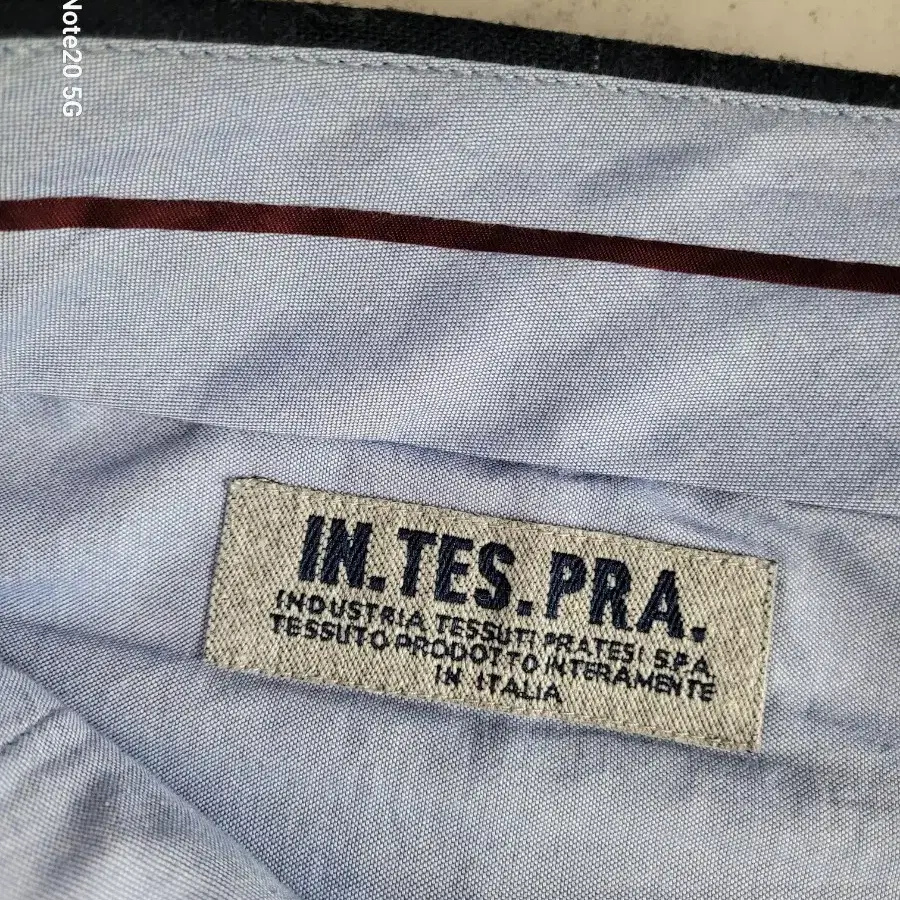 Note20 5G
IN.TES.PRA.
INDUSTRIA TESSUTI PRATESI S.P.A.
TESSUTO PRODOTTO INTERAMENTE
IN ITALIA